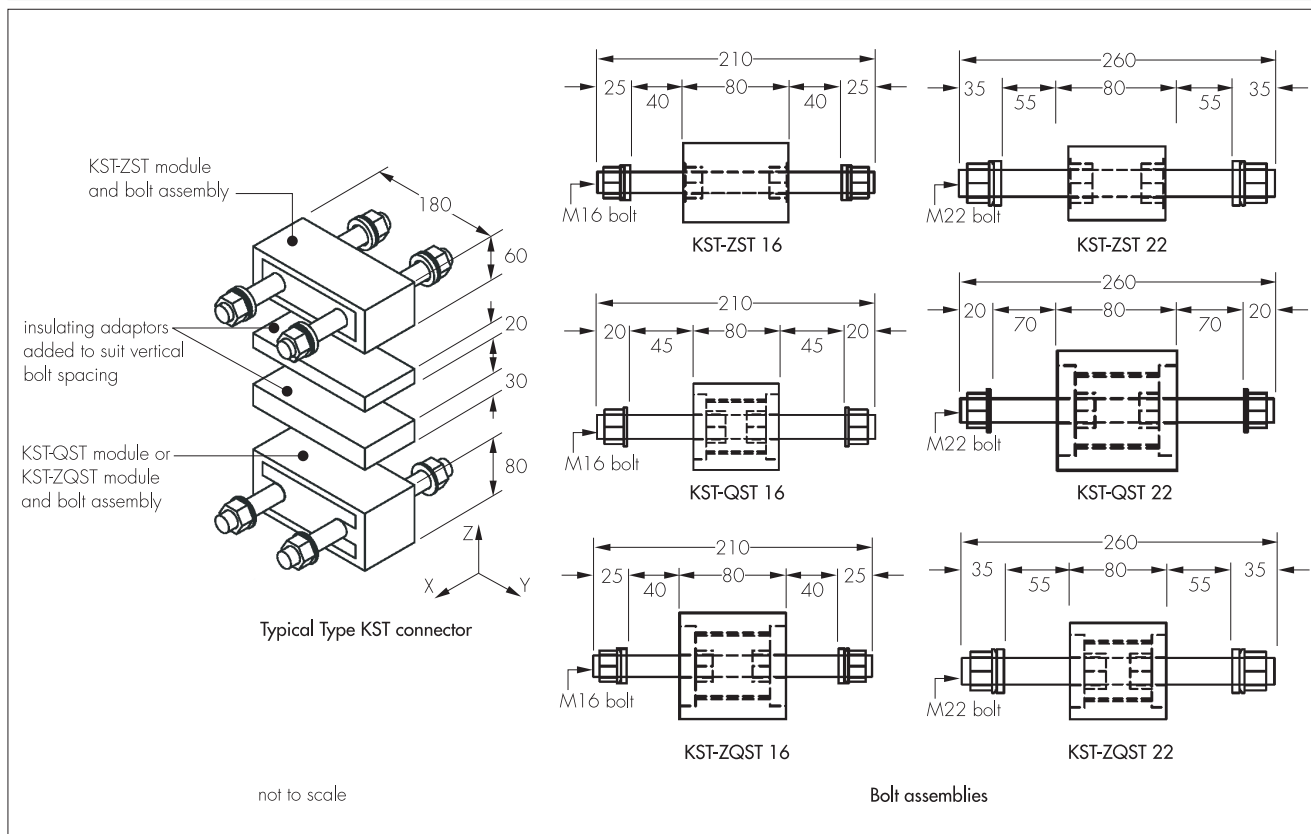 KST-ZST module
and bolt assembly
180
60
20
30
80
insulating adaptors
added to suit vertical
bolt spacing
KST-QST module or
KST-ZQST module
and bolt assembly
Z
X
Y
Typical Type KST connector
not to scale
210
25
40
80
40
25
M16 bolt
KST-ZST 16
260
35
55
80
55
35
M22 bolt
KST-ZST 22
210
20
45
80
45
20
M16 bolt
KST-QST 16
260
20
70
80
70
20
M22 bolt
KST-QST 22
210
25
40
80
40
25
M16 bolt
KST-ZQST 16
260
35
55
80
55
35
M22 bolt
KST-ZQST 22
Bolt assemblies